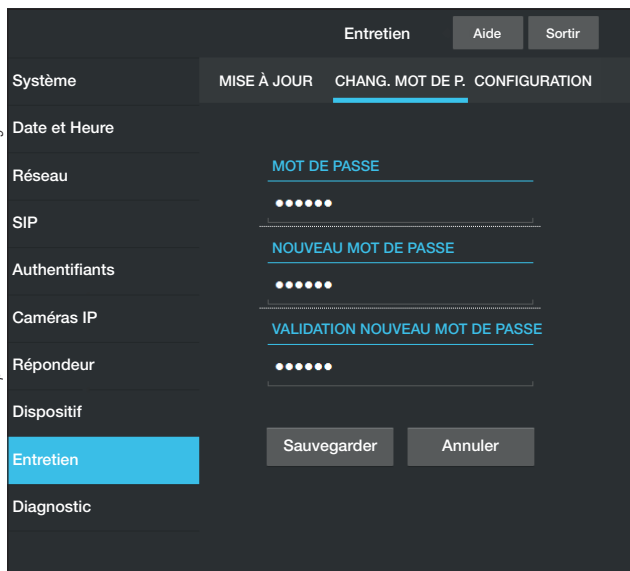 Entretien
Aide
Sortir
Système
MISE À JOUR
CHANG. MOT DE P.
CONFIGURATION
Date et Heure
Réseau
SIP
Authentifiants
Caméras IP
Répondeur
Dispositif
Entretien
Diagnostic
MOT DE PASSE
••••••
NOUVEAU MOT DE PASSE
••••••
VALIDATION NOUVEAU MOT DE PASSE
••••••
Sauvegarder
Annuler